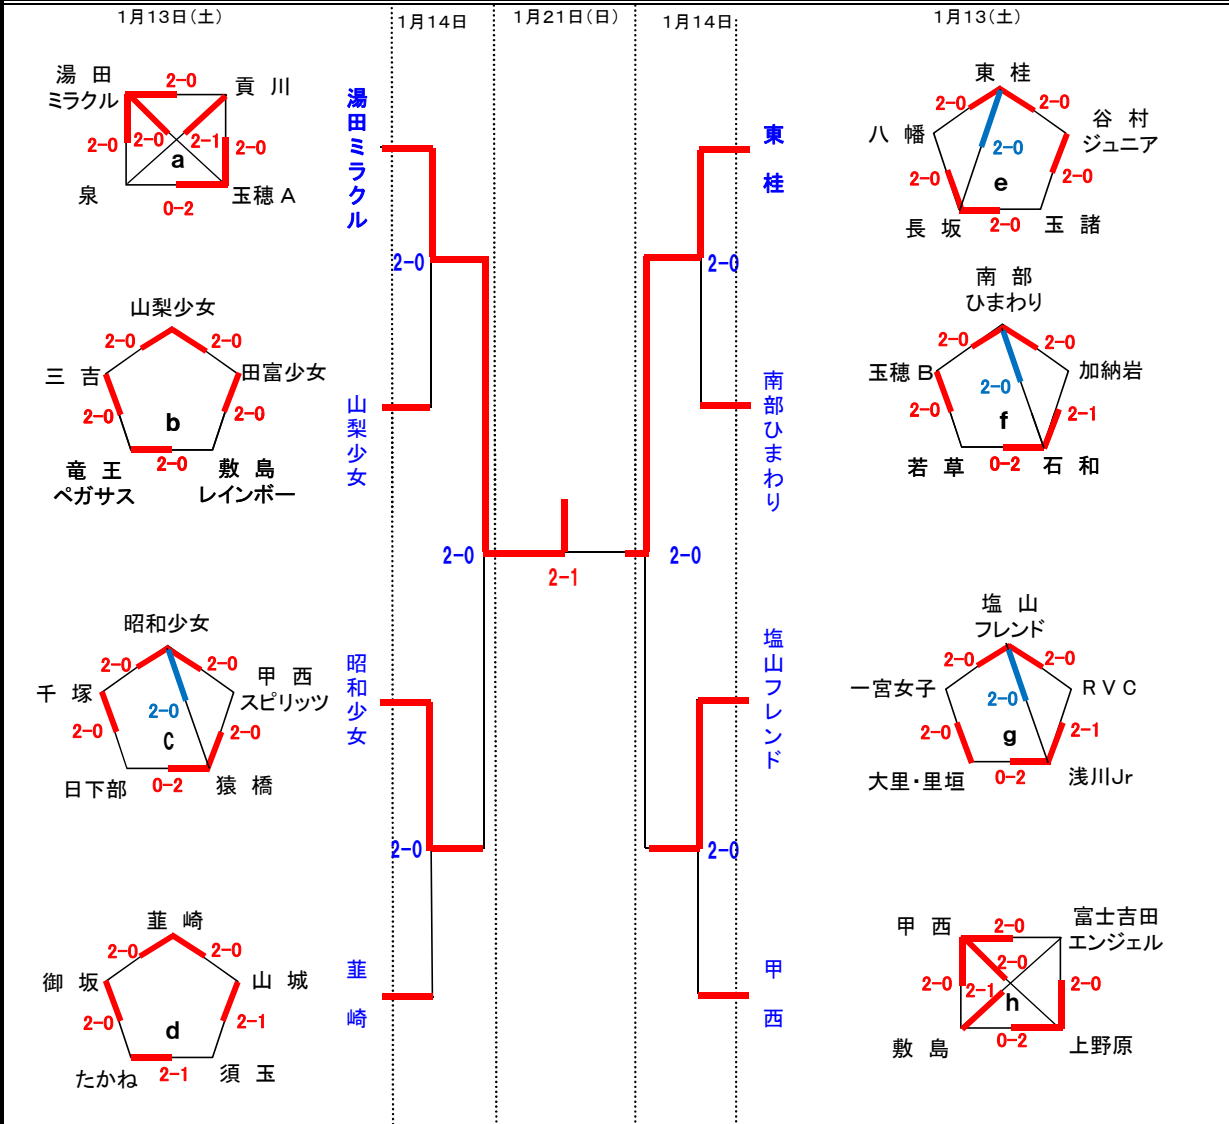 1月13日(土)
1月14日
1月21日(日)
1月14日
1月13(土)
湯 田
ミラクル
2-0
貢 川
2-0
2-0
2-1
2-0
a
泉
0-2
玉穂 A
山梨少女
2-0
2-0
三 吉
田富少女
2-0
2-0
b
2-0
竜 王
ペガサス
敷 島
レインボー
昭和少女
2-0
2-0
千 塚
甲 西
スピリッツ
2-0
2-0
2-0
C
日下部
0-2
猿 橋
韮 崎
2-0
2-0
御 坂
山 城
2-0
2-1
d
たかね
2-1
須 玉
湯田ミラクル
2-0
山梨少女
2-0
昭和少女
2-0
韮崎
2-1
東桂
2-0
南部ひまわり
2-0
塩山フレンド
2-0
甲西
東 桂
2-0
2-0
八 幡
谷 村
ジュニア
2-0
2-0
2-0
e
長 坂
2-0
玉 諸
南 部
ひまわり
2-0
2-0
玉穂 B
加納岩
2-0
2-0
2-1
f
若 草
0-2
石 和
塩 山
フレンド
2-0
2-0
一宮女子
RVC
2-0
2-0
2-1
g
大里・里垣
0-2
浅川Jr
甲 西
2-0
富士吉田
エンジェル
2-0
2-0
2-1
2-0
h
敷 島
0-2
上野原